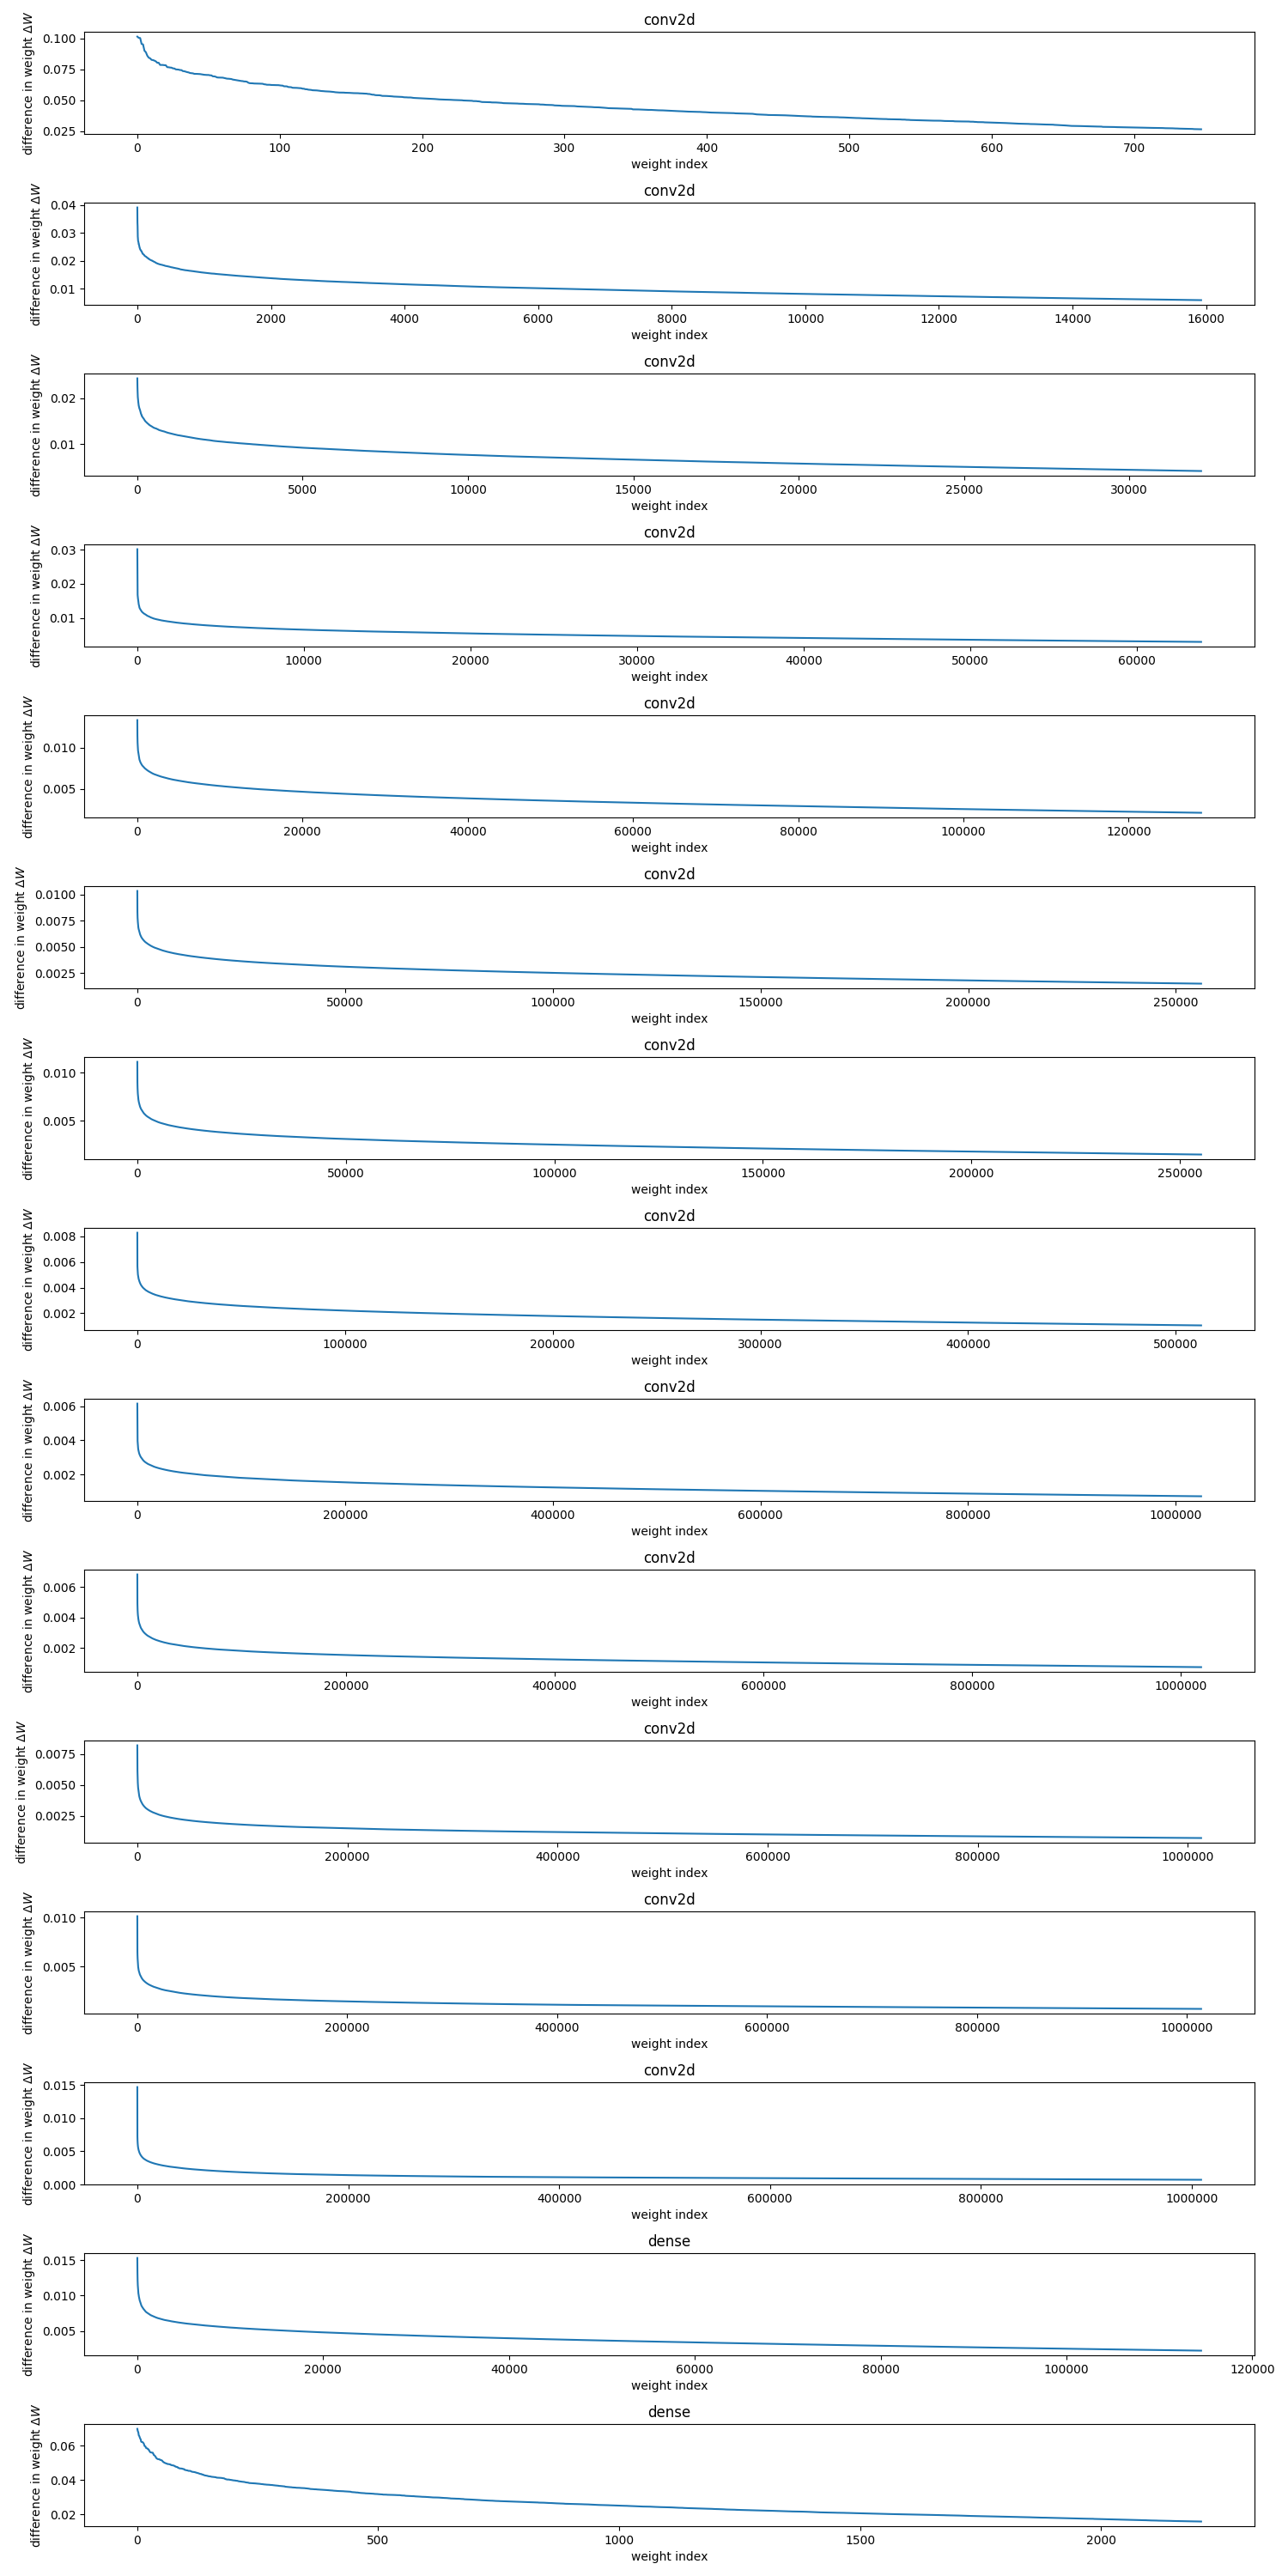 conv2d
difference in weight ΔW
0.100
0.075
0.050
0.025
0 100 200 300 400 500 600 700
weight index
conv2d
difference in weight ΔW
0.04
0.03
0.02
0.01
0 2000 4000 6000 8000 10000 12000 14000 16000
weight index
conv2d
difference in weight ΔW
0.02
0.01
0 5000 10000 15000 20000 25000 30000
weight index
conv2d
difference in weight ΔW
0.03
0.02
0.01
0 10000 20000 30000 40000 50000 60000
weight index
conv2d
difference in weight ΔW
0.010
0.005
0 20000 40000 60000 80000 100000 120000
weight index
conv2d
difference in weight ΔW
0.0100
0.0075
0.0050
0.0025
0 50000 100000 150000 200000 250000
weight index
conv2d
difference in weight ΔW
0.010
0.005
0 50000 100000 150000 200000 250000
weight index
conv2d
difference in weight ΔW
0.008
0.006
0.004
0.002
0 100000 200000 300000 400000 500000
weight index
conv2d
difference in weight ΔW
0.006
0.004
0.002
0 200000 400000 600000 800000 1000000
weight index
conv2d
difference in weight ΔW
0.006
0.004
0.002
0 200000 400000 600000 800000 1000000
weight index
conv2d
difference in weight ΔW
0.0075
0.0050
0.0025
0 200000 400000 600000 800000 1000000
weight index
conv2d
difference in weight ΔW
0.010
0.005
0 200000 400000 600000 800000 1000000
weight index
conv2d
difference in weight ΔW
0.015
0.010
0.005
0.000
0 200000 400000 600000 800000 1000000
weight index
dense
difference in weight ΔW
0.015
0.010
0.005
0 20000 40000 60000 80000 100000 120000
weight index
dense
difference in weight ΔW
0.06
0.04
0.02
0 500 1000 1500 2000
weight index